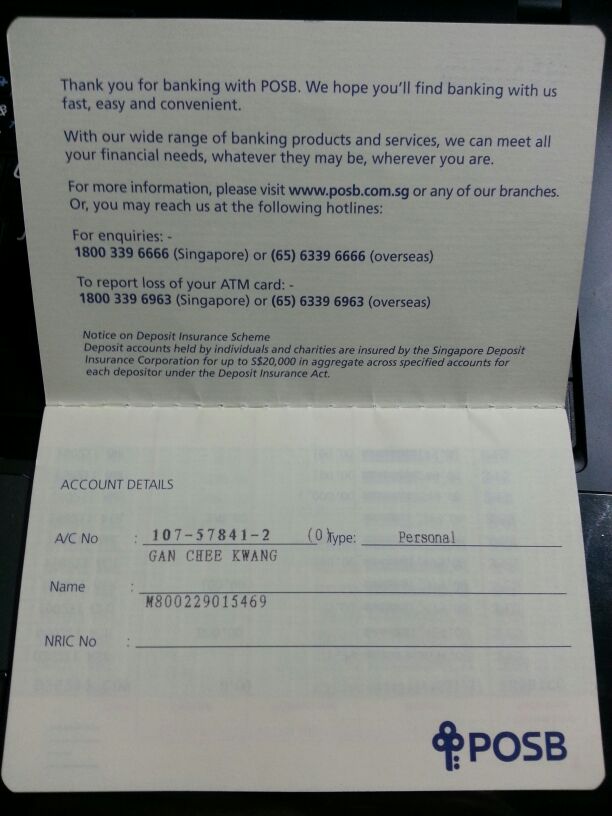 Thank you for banking with POSB. We hope you'll find banking with us
fast, easy and convenient.
With our wide range of banking products and services, we can meet all
your financial needs, whatever they may be, wherever you are.
For more information, please visit www.posb.com.sg or any of our branches.
Or, you may reach us at the following hotlines:
For enquiries: -
1800 339 6666 (Singapore) or (65) 6339 6666 (overseas)
To report loss of your ATM card: -
1800 339 6963 (Singapore) or (65) 6339 6963 (overseas)
Notice on Deposit Insurance Scheme
Deposit accounts held by individuals and charities are insured by the Singapore Deposit
Insurance Corporation for up to S$20,000 in aggregate across specified accounts for
each depositor under the Deposit Insurance Act.
ACCOUNT DETAILS
A/C No : 107-57841-2 (0) Type: Personal
GAN CHEE KWANG
Name :
M800229015469
NRIC No :
POSB